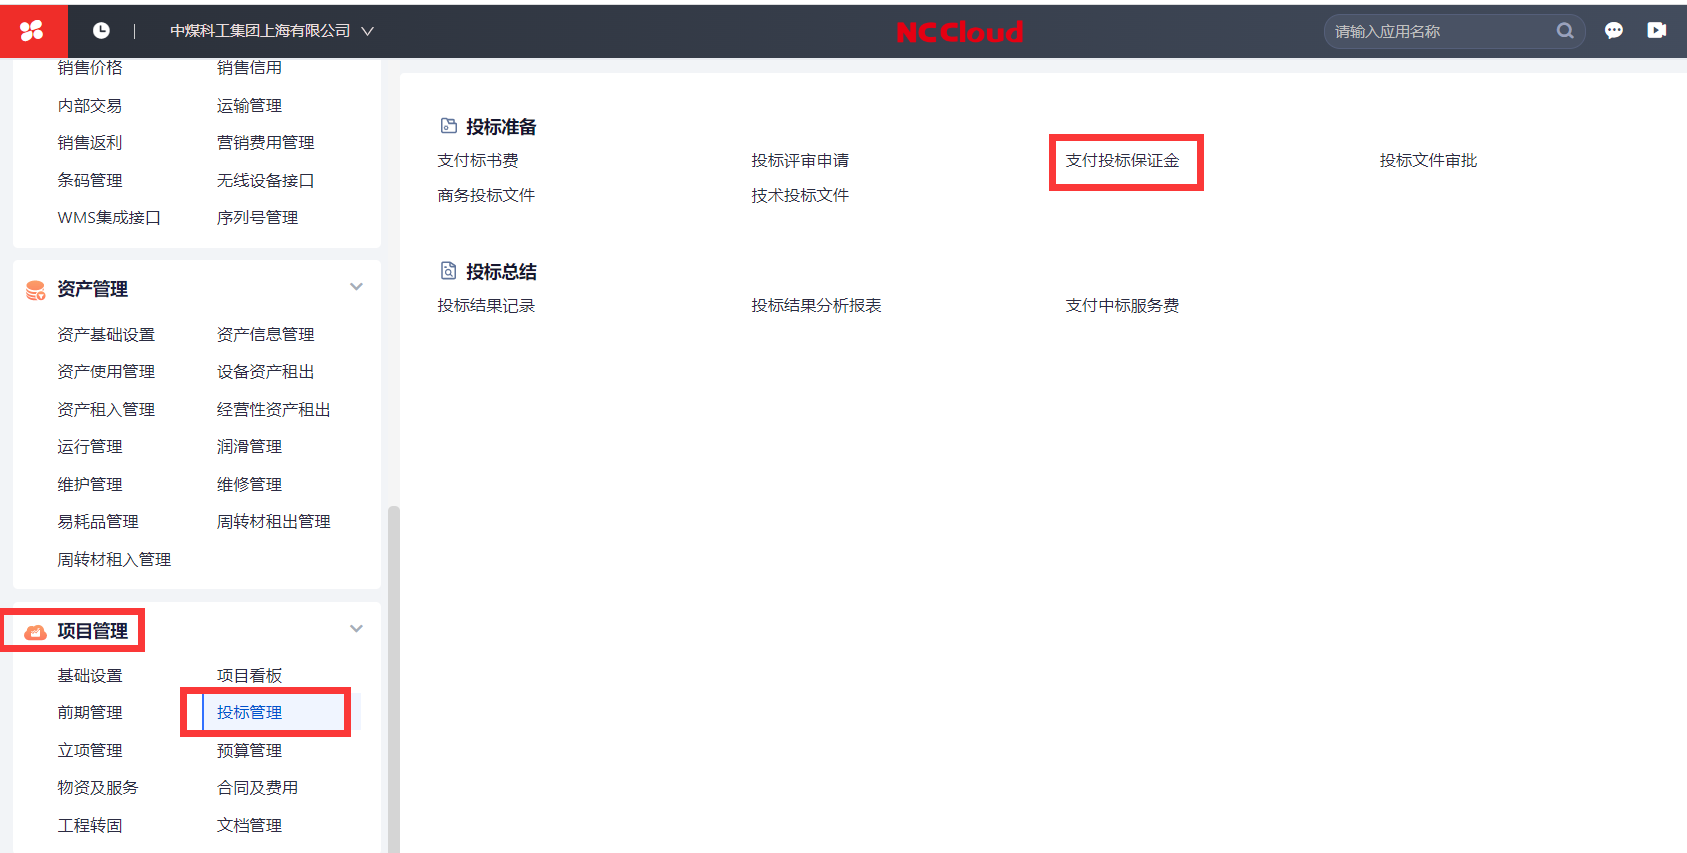 中煤科工集团上海有限公司
NC Cloud
请输入应用名称
销售价格 销售信用
内部交易 运输管理
销售返利 营销费用管理
条码管理 无线设备接口
WMS集成接口 序列号管理
资产管理
资产基础设置 资产信息管理
资产使用管理 设备资产租出
资产租入管理 经营性资产租出
运行管理 润滑管理
维护管理 维修管理
易耗品管理 周转材租出管理
周转材租入管理
项目管理
基础设置 项目看板
前期管理 投标管理
立项管理 预算管理
物资及服务 合同及费用
工程转固 文档管理
投标准备
支付标书费 投标评审申请 支付投标保证金 投标文件审批
商务投标文件 技术投标文件
投标总结
投标结果记录 投标结果分析报表 支付中标服务费